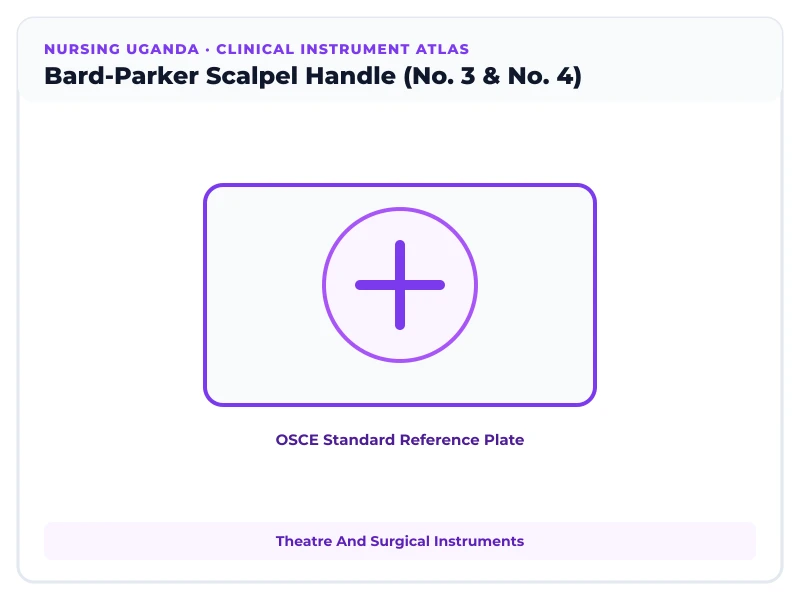 NURSING UGANDA · CLINICAL INSTRUMENT ATLAS
Bard-Parker Scalpel Handle (No. 3 & No. 4)
OSCE Standard Reference Plate
Theatre And Surgical Instruments